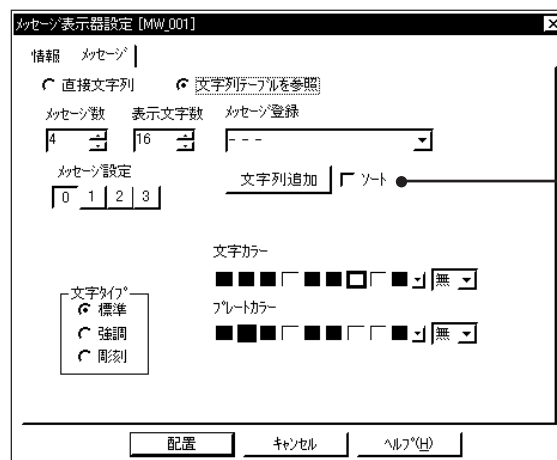 メッセージ表示器設定 [MW_001]
情報 メッセージ
直接文字列 文字列テーブルを参照
メッセージ数 表示文字数 メッセージ登録
4 16 - - -
メッセージ設定 文字列追加 ソート
0 1 2 3
文字カラー
無
文字タイプ
標準
強調
彫刻
プレートカラー
無
配置 キャンセル ヘルプ(H)